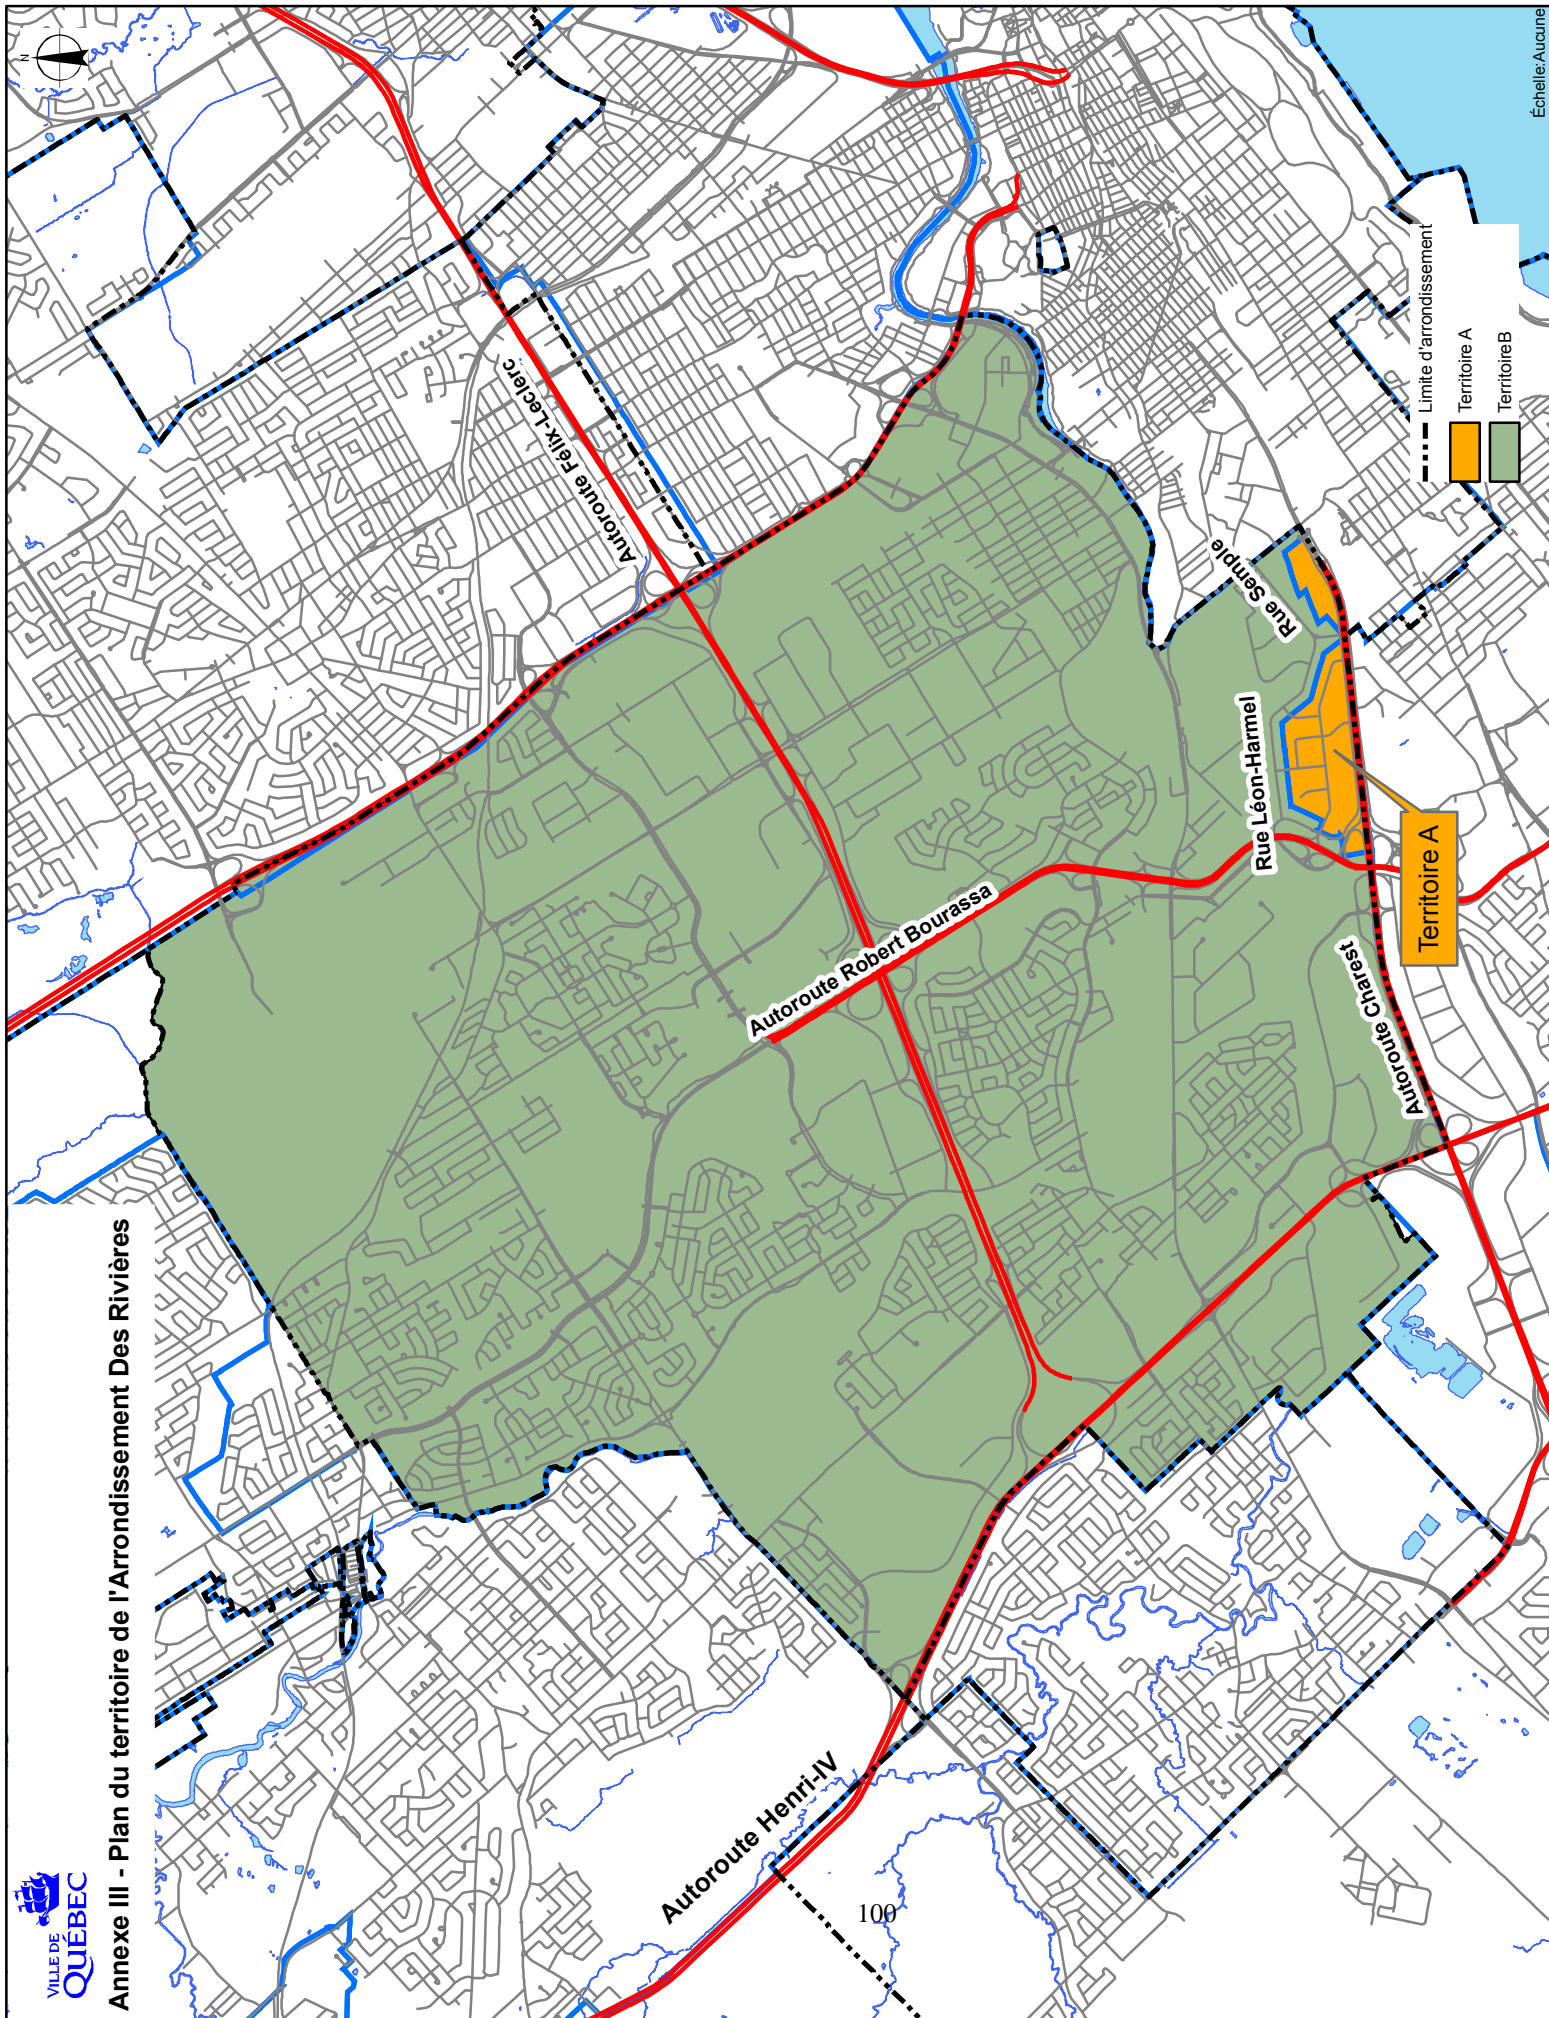 VILLE DE
QUÉBEC
Annexe III - Plan du territoire de l'Arrondissement Des Rivières
N
Autoroute Félix-Leclerc
Autoroute Robert Bourassa
Autoroute Henri-IV
Rue Semple
Rue Léon-Harmel
Autoroute Charest
Territoire A
Limite d'arrondissement
Territoire A
Territoire B
Échelle:Aucune
100